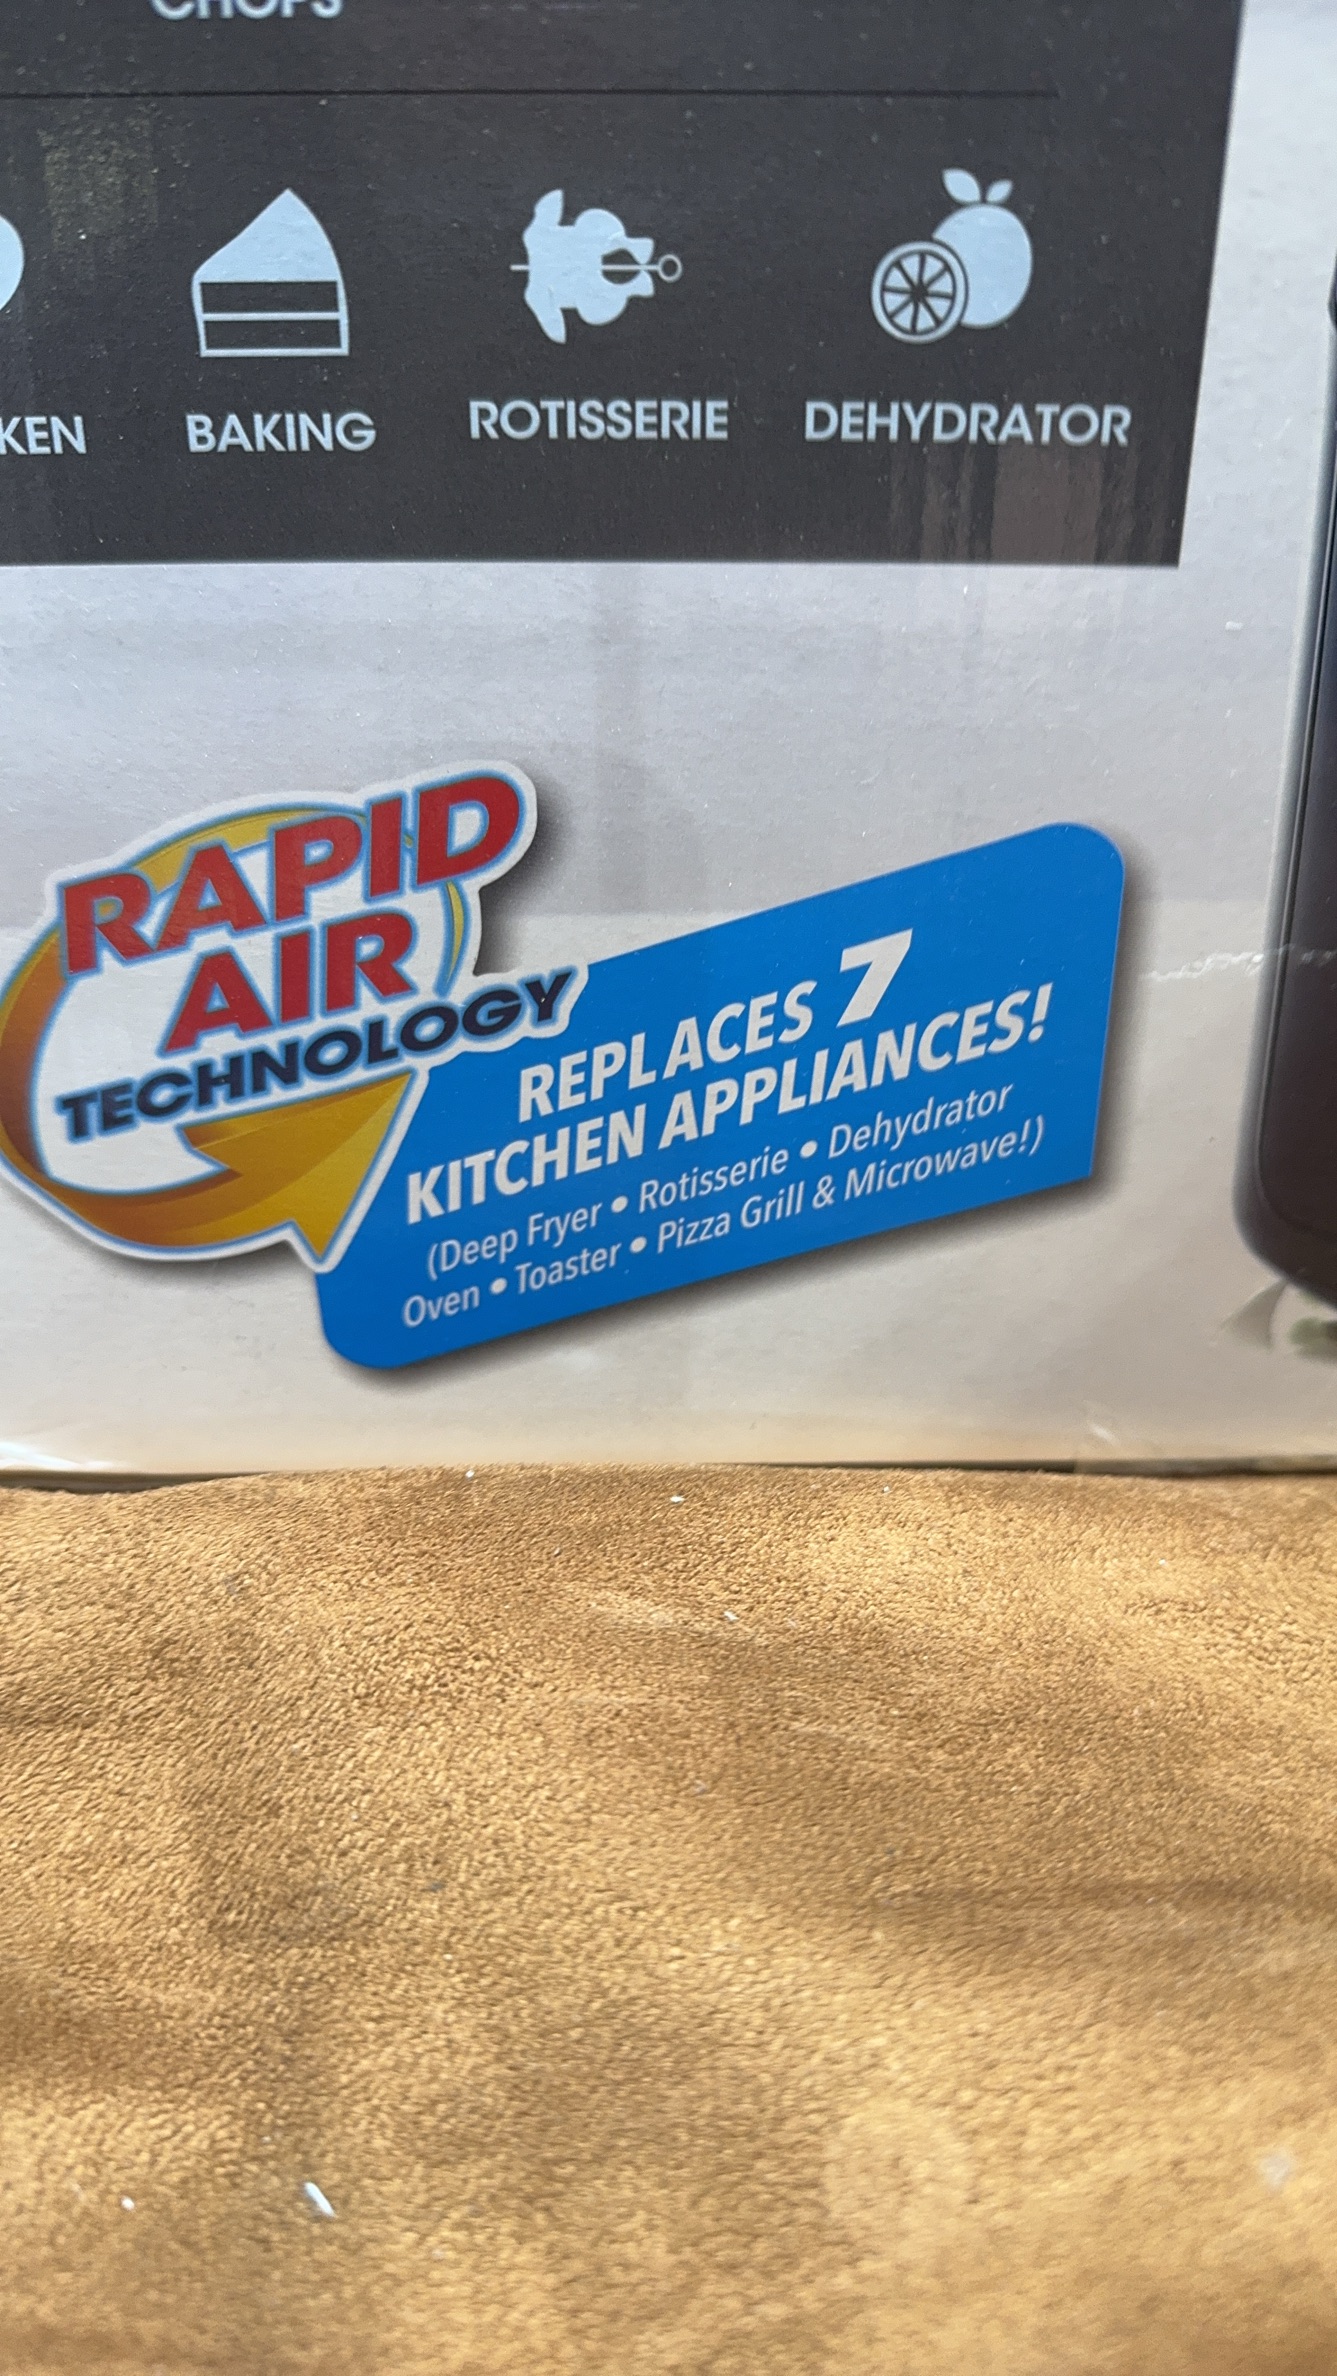 CHOPS
KEN
BAKING
ROTISSERIE
DEHYDRATOR
RAPID
AIR
TECHNOLOGY
REPLACES 7
KITCHEN APPLIANCES!
(Deep Fryer • Rotisserie • Dehydrator
Oven • Toaster • Pizza Grill & Microwave!)